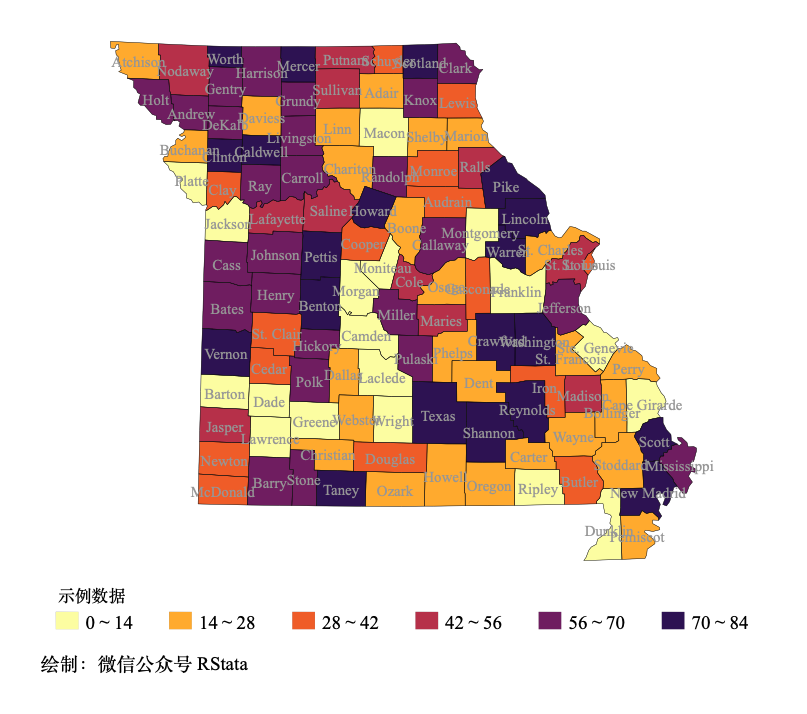 Atchison
Nodaway
Worth
Harrison
Mercer
Putnam
Schuyler
Scotland
Clark
Holt
Andrew
Gentry
DeKalb
Daviess
Grundy
Sullivan
Adair
Knox
Lewis
Buchanan
Clinton
Caldwell
Livingston
Linn
Macon
Shelby
Marion
Platte
Clay
Ray
Carroll
Chariton
Randolph
Monroe
Ralls
Pike
Jackson
Lafayette
Saline
Howard
Boone
Audrain
Callaway
Montgomery
Lincoln
Warren
St. Charles
St. Louis
Cass
Johnson
Pettis
Cooper
Moniteau
Cole
Osage
Gasconade
Franklin
Jefferson
Bates
Henry
Benton
Morgan
Miller
Maries
St. Clair
Hickory
Camden
Pulaski
Phelps
Crawford
Washington
St. Francois
Ste. Genevie
Perry
Vernon
Cedar
Polk
Dallas
Laclede
Dent
Iron
Madison
Bollinger
Cape Girarde
Barton
Dade
Greene
Webster
Wright
Texas
Shannon
Reynolds
Wayne
Scott
Jasper
Lawrence
Christian
Douglas
Howell
Carter
Stoddard
Mississippi
Newton
McDonald
Barry
Stone
Taney
Ozark
Oregon
Ripley
Butler
New Madrid
Dunklin
Pemiscot
示例数据
0 ~ 14
14 ~ 28
28 ~ 42
42 ~ 56
56 ~ 70
70 ~ 84
绘制：微信公众号 RStata